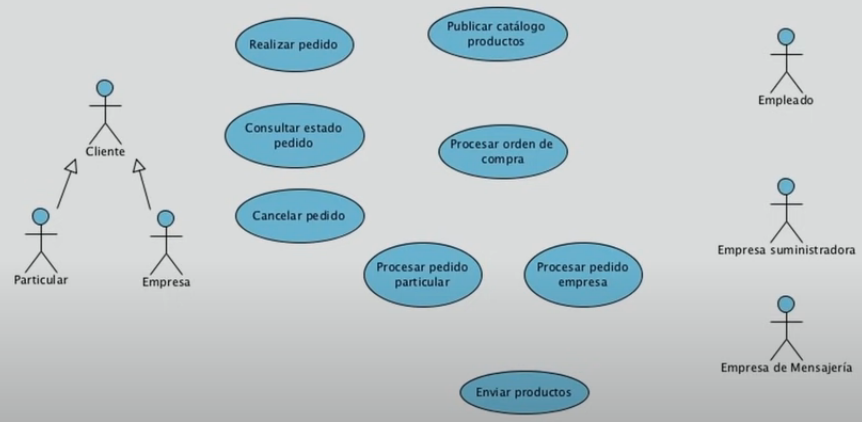 Realizar pedido
Publicar catálogo
productos
Empleado
Cliente
Consultar estado
pedido
Procesar orden de
compra
Cancelar pedido
Empresa suministradora
Particular
Empresa
Procesar pedido
particular
Procesar pedido
empresa
Empresa de Mensajería
Enviar productos